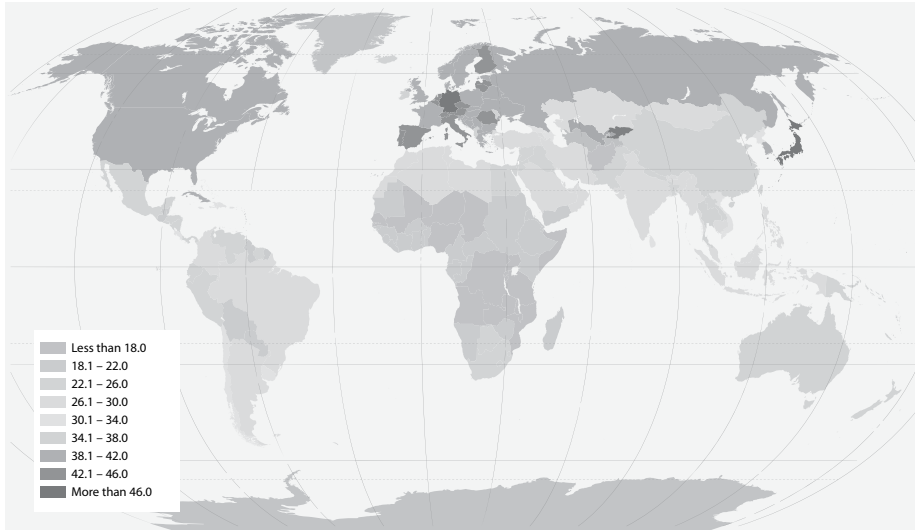 Less than 18.0
18.1 – 22.0
22.1 – 26.0
26.1 – 30.0
30.1 – 34.0
34.1 – 38.0
38.1 – 42.0
42.1 – 46.0
More than 46.0